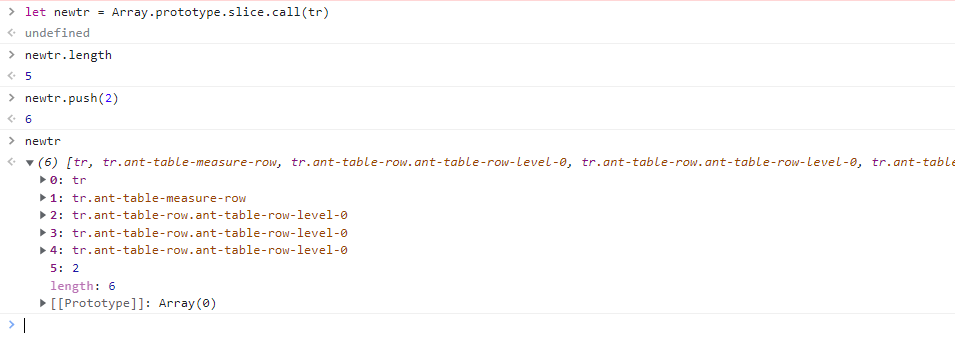 let newtr = Array.prototype.slice.call(tr)
undefined
newtr.length
5
newtr.push(2)
6
newtr
(6) [tr, tr.ant-table-measure-row, tr.ant-table-row.ant-table-row-level-0, tr.ant-table-row.ant-table-row-level-0, tr.ant-table
0: tr
1: tr.ant-table-measure-row
2: tr.ant-table-row.ant-table-row-level-0
3: tr.ant-table-row.ant-table-row-level-0
4: tr.ant-table-row.ant-table-row-level-0
5: 2
length: 6
[[Prototype]]: Array(0)